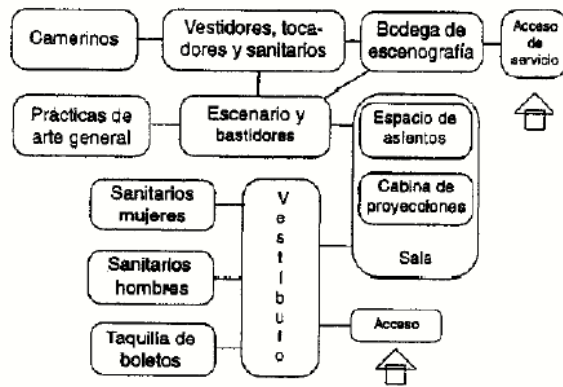 Camerinos
Vestidores, toca-
dores y sanitarios
Bodega de
escenografía
Acceso
de
servicio
Prácticas de
arte general
Escenario y
bastidores
Espacio de
asientos
Cabina de
proyecciones
Sala
Sanitarios
mujeres
Sanitarios
hombres
Taquilla de
boletos
Vestíbulo
Acceso